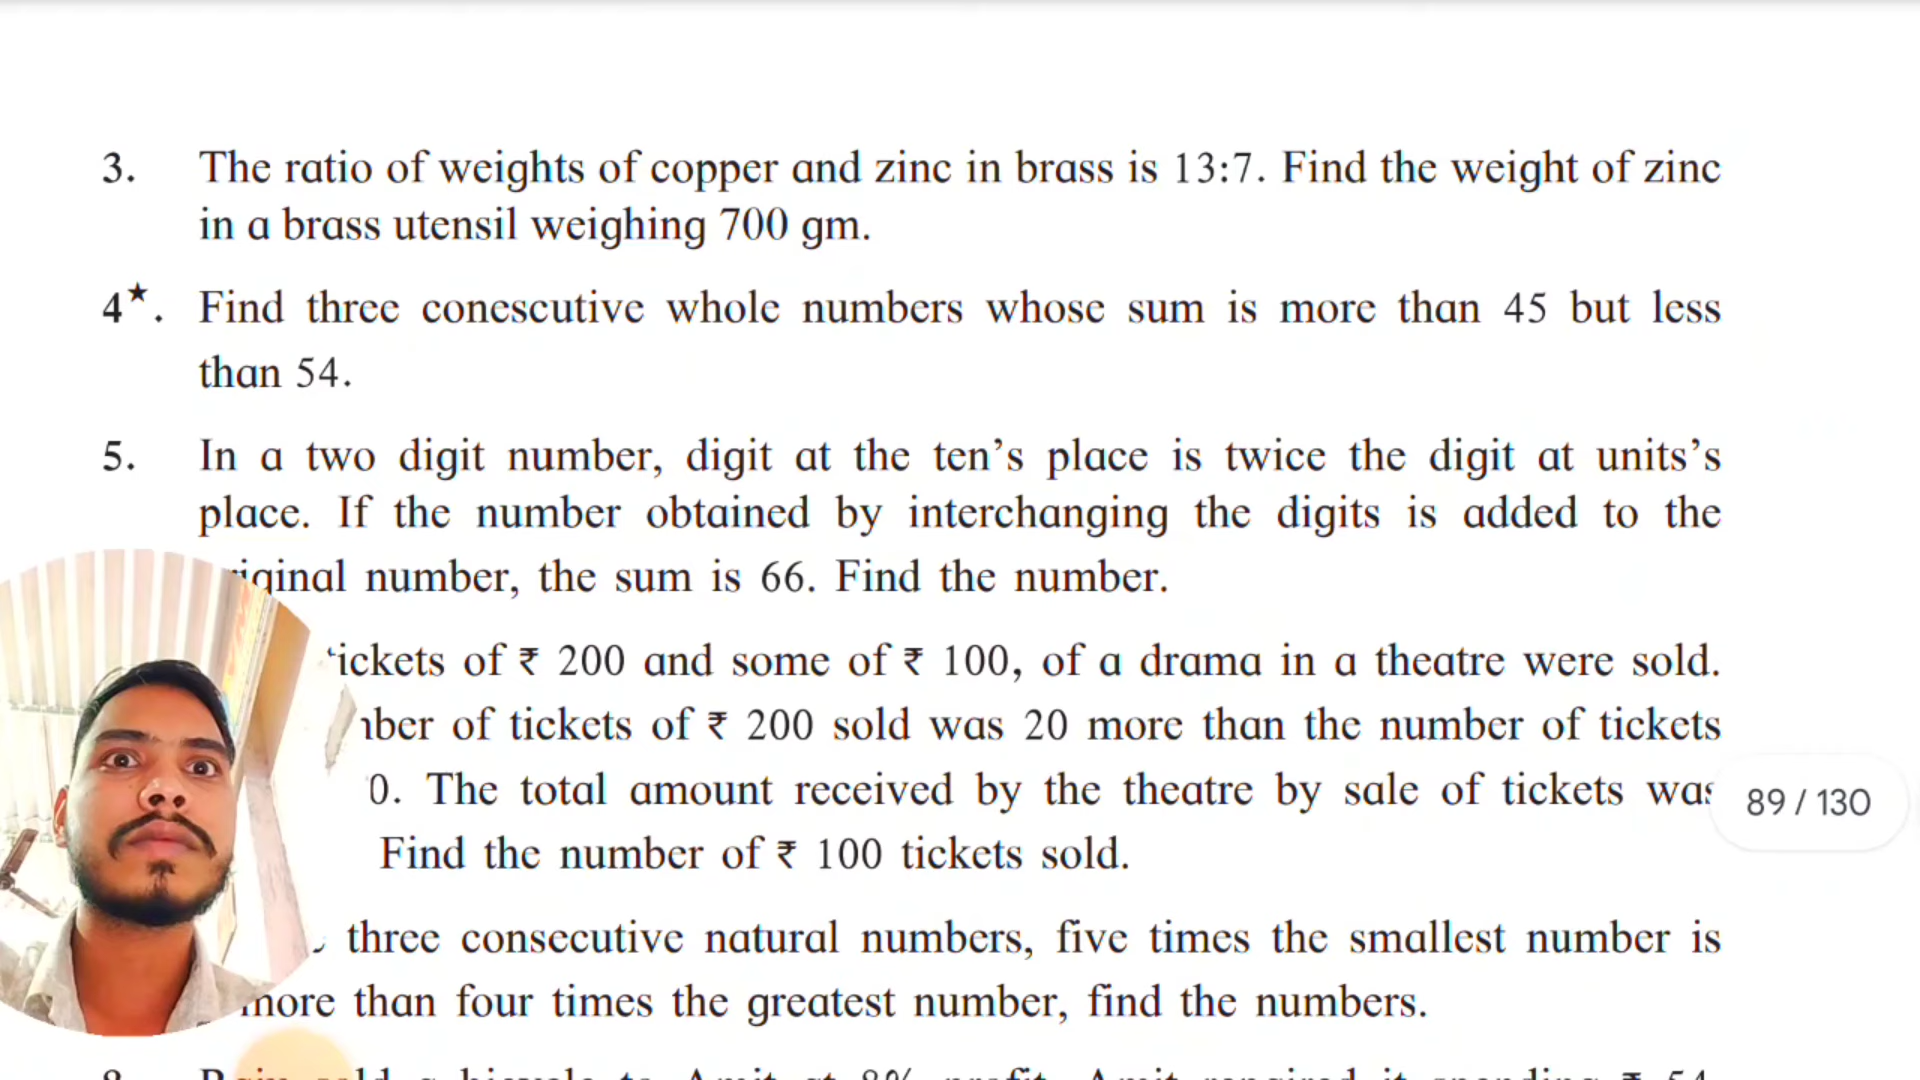 3. The ratio of weights of copper and zinc in brass is 13:7. Find the weight of zinc
in a brass utensil weighing 700 gm.
4★. Find three conescutive whole numbers whose sum is more than 45 but less
than 54.
5. In a two digit number, digit at the ten's place is twice the digit at units's
place. If the number obtained by interchanging the digits is added to the
number, the sum is 66. Find the number.
of ₹ 200 and some of ₹ 100, of a drama in a theatre were sold.
of tickets of ₹ 200 sold was 20 more than the number of tickets
0. The total amount received by the theatre by sale of tickets was
89 / 130
Find the number of ₹ 100 tickets sold.
three consecutive natural numbers, five times the smallest number is
more than four times the greatest number, find the numbers.